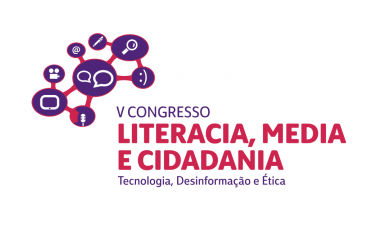 @
V CONGRESSO
LITERACIA, MEDIA
E CIDADANIA
Tecnologia, Desinformação e Ética